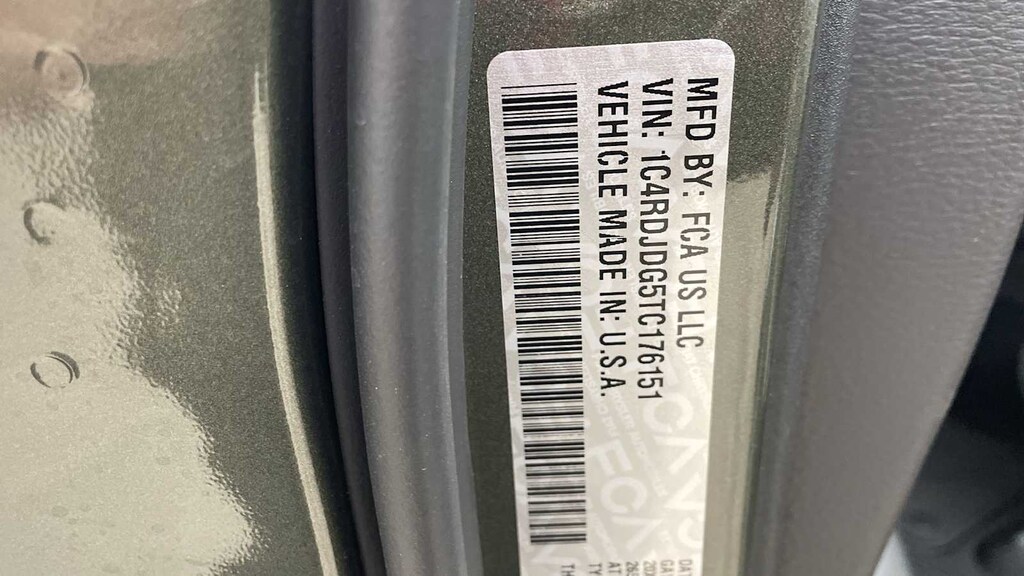 MFD BY: FCA US LLC
VIN: 1C4RDJDG5TC176151
VEHICLE MADE IN: U.S.A.